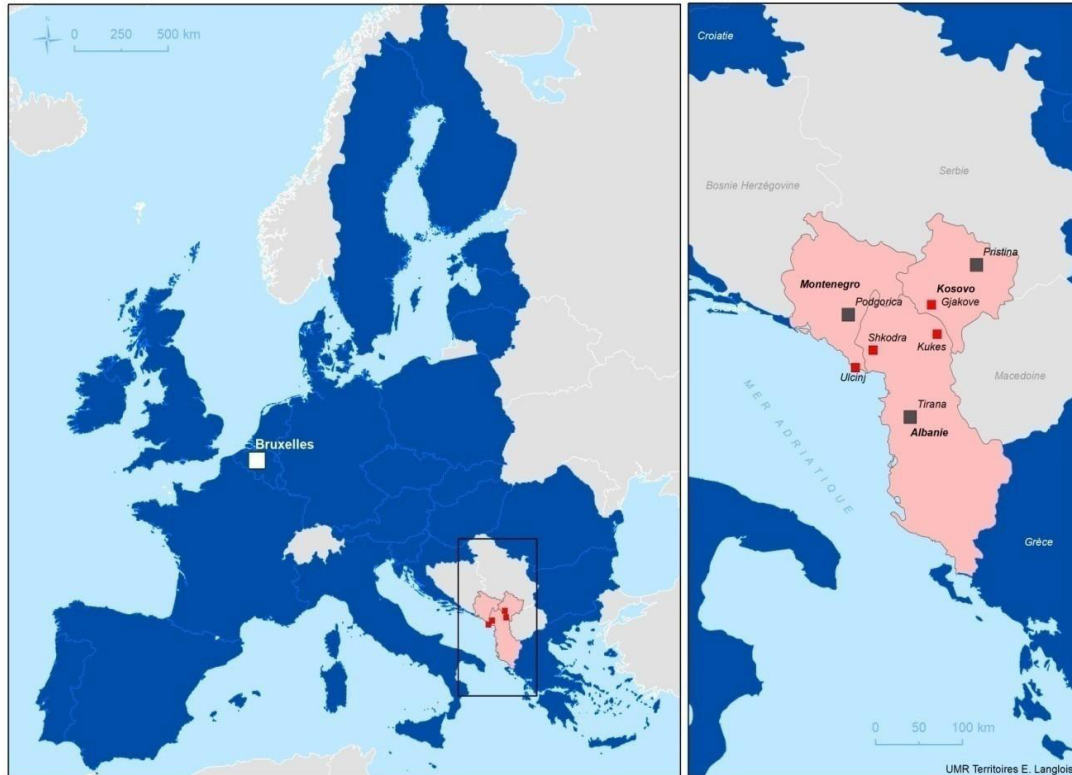 N
0 250 500 km
Bruxelles
Croatie
Bosnie Herzégovine
Serbie
Pristina
Montenegro
Kosovo
Podgorica
Gjakove
Shkodra
Kukes
Ulcinj
Macedoine
Tirana
Albanie
MER ADRIATIQUE
Grèce
0 50 100 km
UMR Territoires E. Langlois